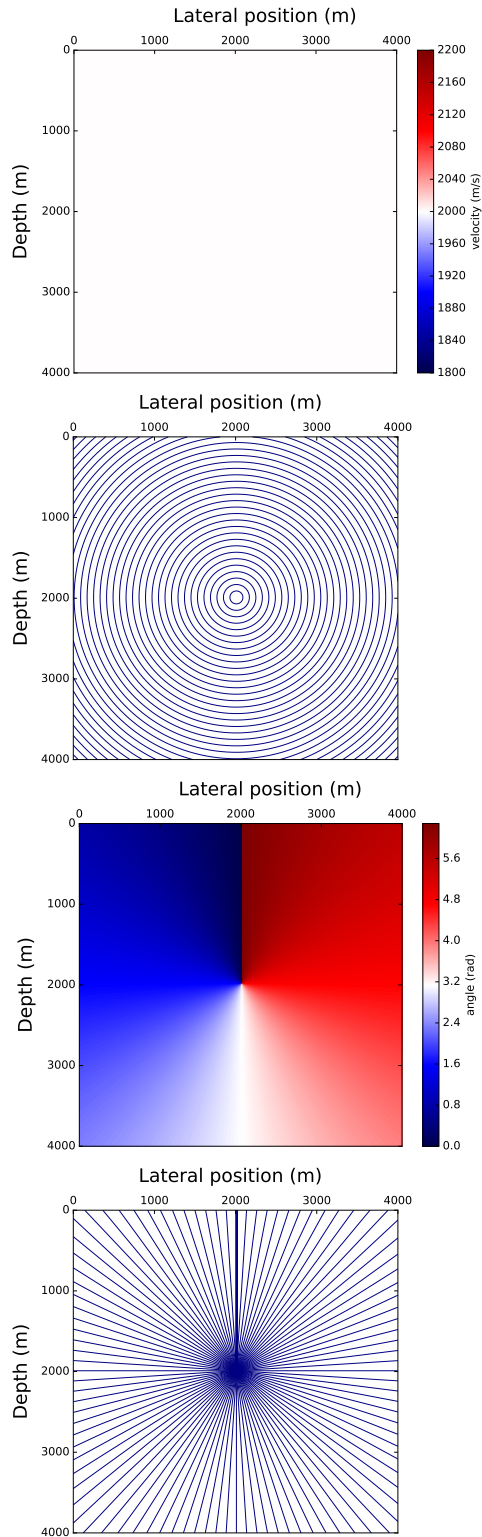 Lateral position (m)
0 1000 2000 3000 4000
0
1000
2000
3000
4000
Depth (m)
2200
2160
2120
2080
2040
2000
1960
1920
1880
1840
1800
velocity (m/s)
Lateral position (m)
0 1000 2000 3000 4000
0
1000
2000
3000
4000
Depth (m)
Lateral position (m)
0 1000 2000 3000 4000
0
1000
2000
3000
4000
Depth (m)
5.6
4.8
4.0
3.2
2.4
1.6
0.8
0.0
angle (rad)
Lateral position (m)
0 1000 2000 3000 4000
0
1000
2000
3000
4000
Depth (m)